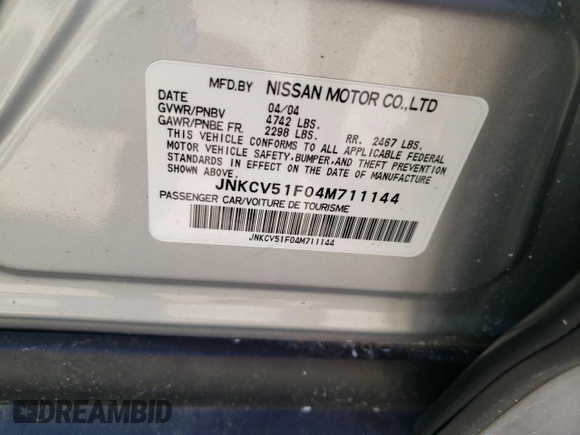 MFD.BY NISSAN MOTOR CO.,LTD
DATE 04/04
GVWR/PNBV 4742 LBS.
GAWR/PNBE FR. 2298 LBS. RR. 2467 LBS.
THIS VEHICLE CONFORMS TO ALL APPLICABLE FEDERAL
MOTOR VEHICLE SAFETY,BUMPER,AND THEFT PREVENTION
STANDARDS IN EFFECT ON THE DATE OF MANUFACTURE
SHOWN ABOVE.
JNKCV51F04M711144
PASSENGER CAR/VOITURE DE TOURISME
JNKCV51F04M711144
DREAMBID